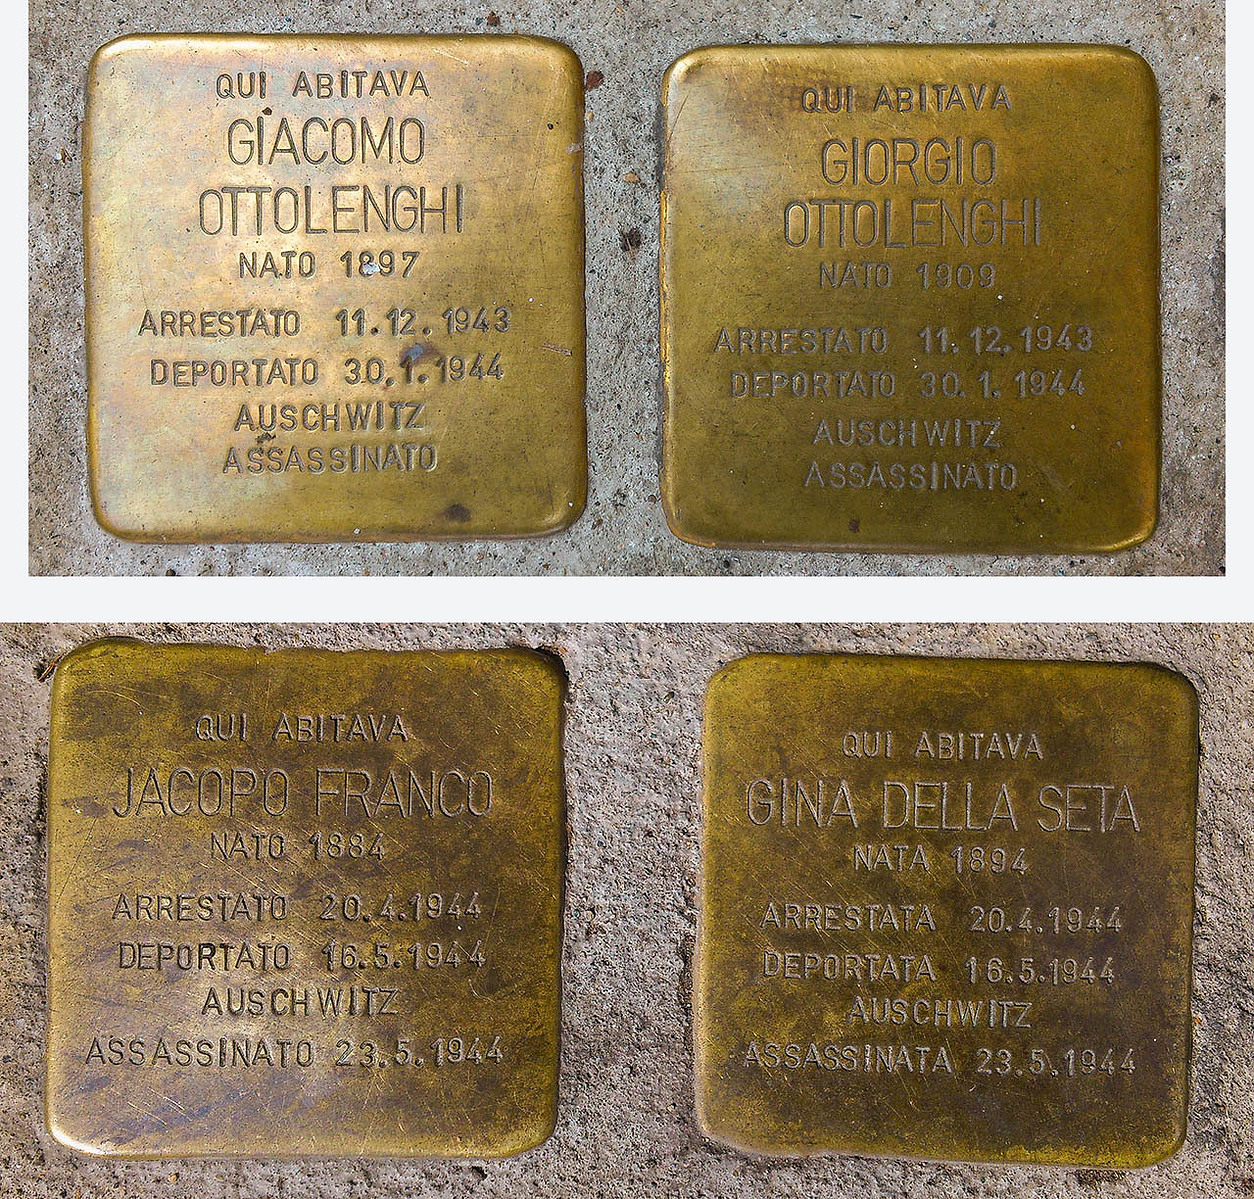 QUI ABITAVA
GIACOMO
OTTOLENGHI
NATO 1897
ARRESTATO 11.12.1943
DEPORTATO 30.1.1944
AUSCHWITZ
ASSASSINATO
QUI ABITAVA
GIORGIO
OTTOLENGHI
NATO 1909
ARRESTATO 11.12.1943
DEPORTATO 30.1.1944
AUSCHWITZ
ASSASSINATO
QUI ABITAVA
JACOPO FRANCO
NATO 1884
ARRESTATO 20.4.1944
DEPORTATO 16.5.1944
AUSCHWITZ
ASSASSINATO 23.5.1944
QUI ABITAVA
GINA DELLA SETA
NATA 1894
ARRESTATA 20.4.1944
DEPORTATA 16.5.1944
AUSCHWITZ
ASSASSINATA 23.5.1944